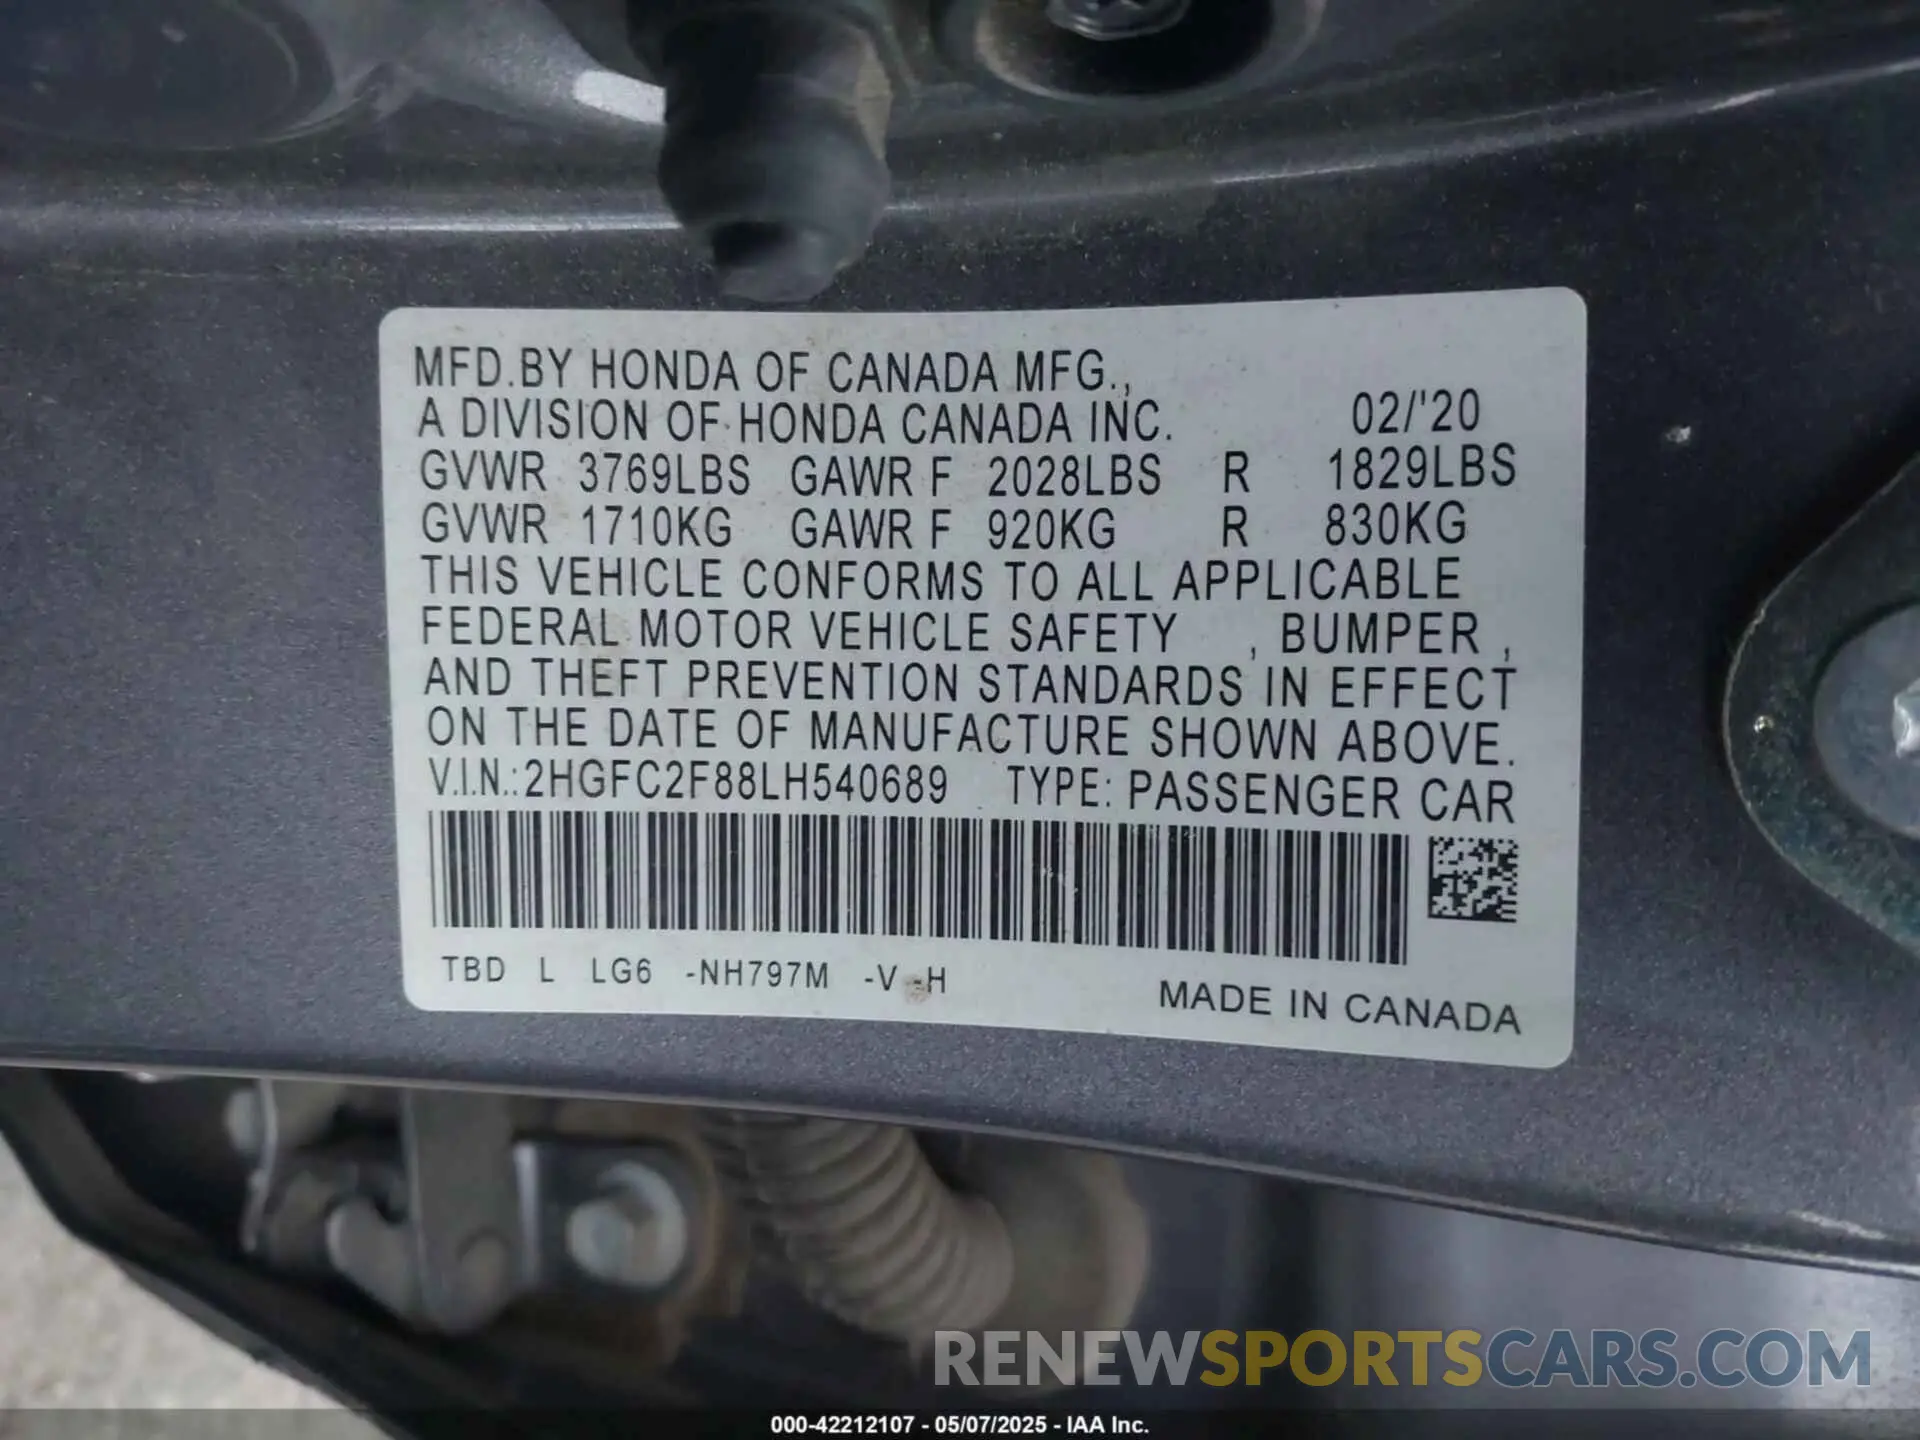 MFD.BY HONDA OF CANADA MFG.,
A DIVISION OF HONDA CANADA INC. 02/'20
GVWR 3769LBS GAWR F 2028LBS R 1829LBS
GVWR 1710KG GAWR F 920KG R 830KG
THIS VEHICLE CONFORMS TO ALL APPLICABLE
FEDERAL MOTOR VEHICLE SAFETY , BUMPER ,
AND THEFT PREVENTION STANDARDS IN EFFECT
ON THE DATE OF MANUFACTURE SHOWN ABOVE.
V.I.N.:2HGFC2F88LH540689 TYPE: PASSENGER CAR
TBD L LG6 -NH797M -V -H
MADE IN CANADA
RENEWSPORTSCARS.COM
000-42212107 - 05/07/2025 - IAA Inc.